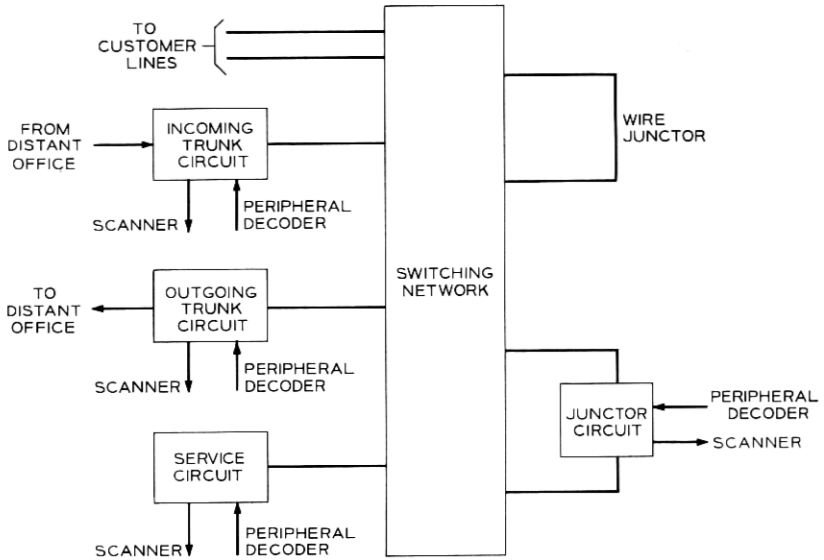 TO
CUSTOMER
LINES
FROM
DISTANT
OFFICE
INCOMING
TRUNK
CIRCUIT
SCANNER
PERIPHERAL
DECODER
TO
DISTANT
OFFICE
OUTGOING
TRUNK
CIRCUIT
SCANNER
PERIPHERAL
DECODER
SERVICE
CIRCUIT
SCANNER
PERIPHERAL
DECODER
SWITCHING
NETWORK
WIRE
JUNCTOR
JUNCTOR
CIRCUIT
PERIPHERAL
DECODER
SCANNER